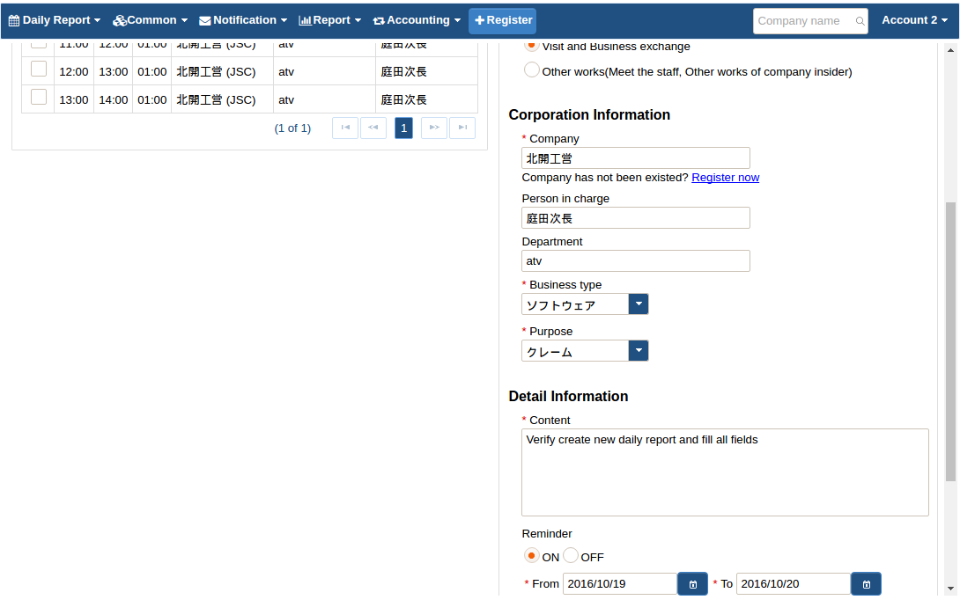 Daily Report Common Notification Report Accounting +Register Company name Account 2
11:00 12:00 01:00 北開工営 (JSC) atv 庭田次長
12:00 13:00 01:00 北開工営 (JSC) atv 庭田次長
13:00 14:00 01:00 北開工営 (JSC) atv 庭田次長
(1 of 1) 1
Visit and Business exchange
Other works(Meet the staff, Other works of company insider)
Corporation Information
* Company
北開工営
Company has not been existed? Register now
Person in charge
庭田次長
Department
atv
* Business type
ソフトウェア
* Purpose
クレーム
Detail Information
* Content
Verify create new daily report and fill all fields
Reminder
ON OFF
* From 2016/10/19 * To 2016/10/20